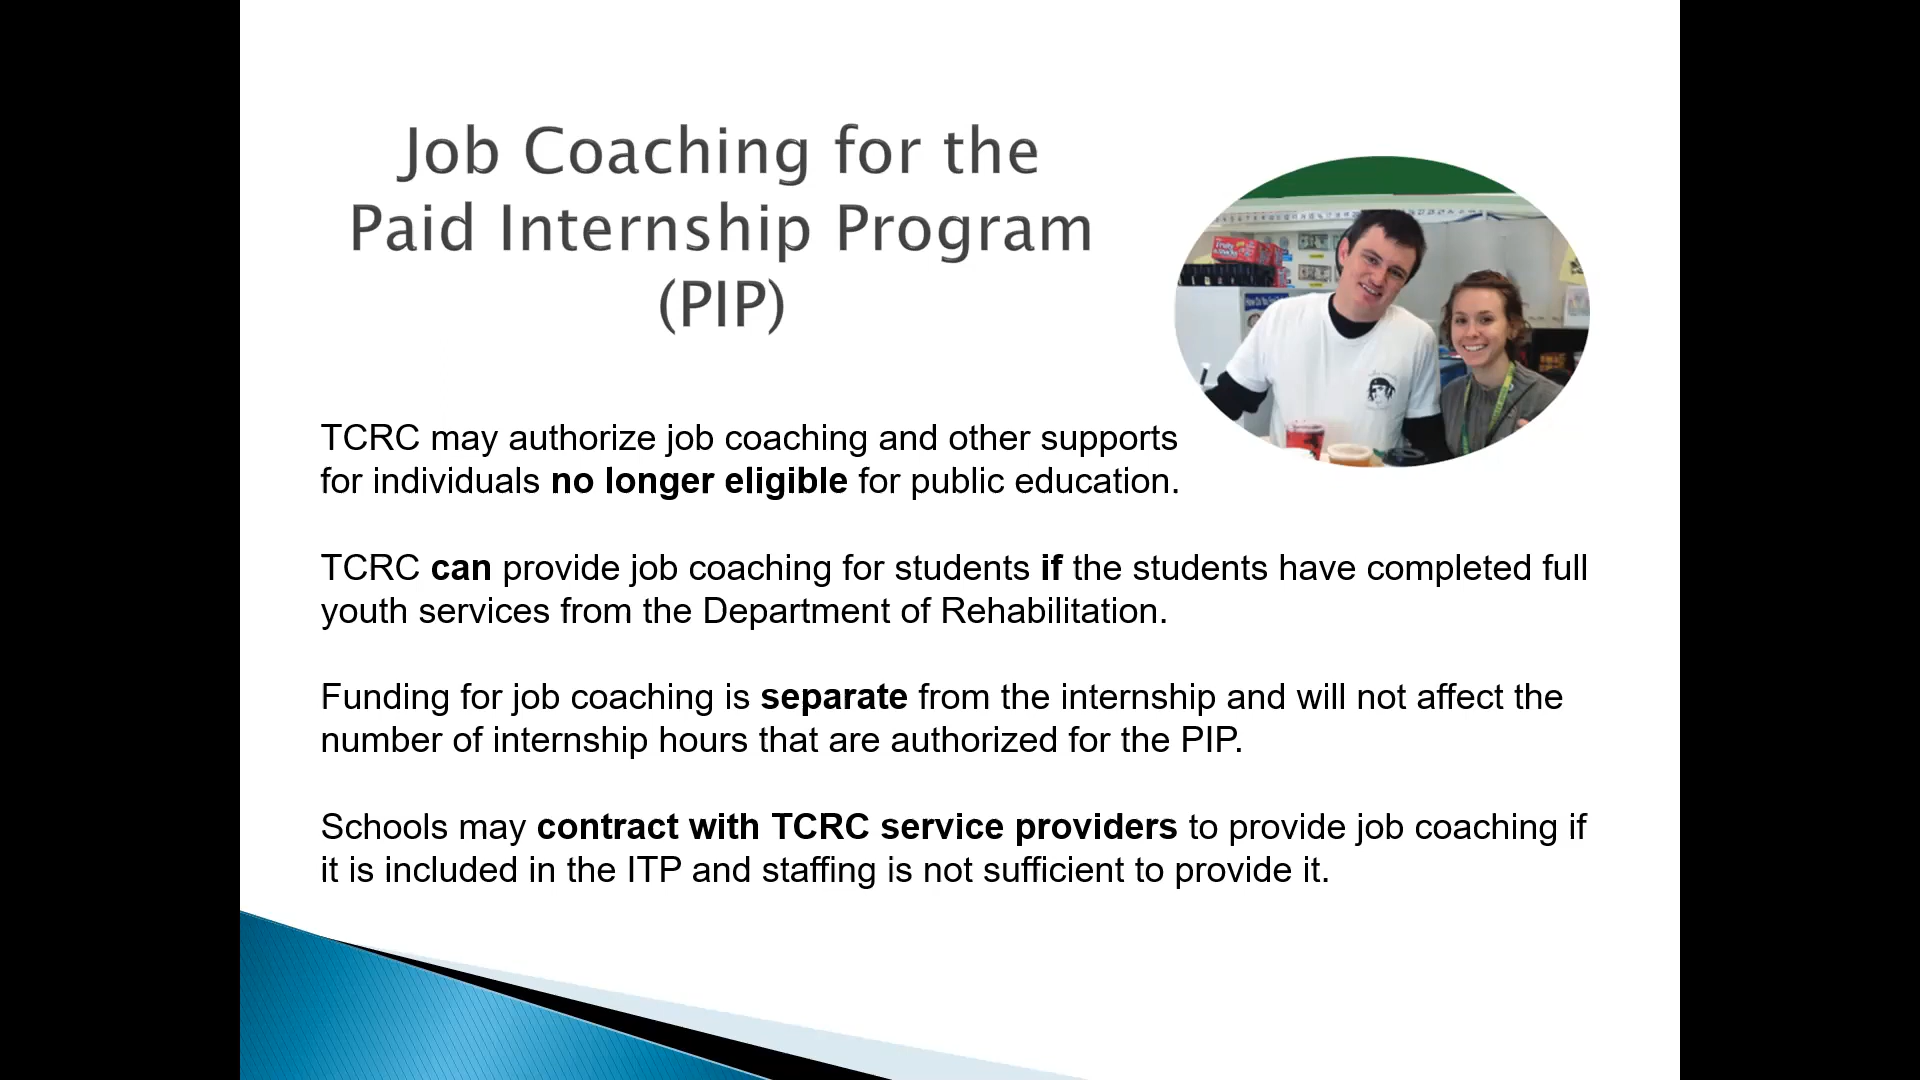 Job Coaching for the
Paid Internship Program
(PIP)
TCRC may authorize job coaching and other supports
for individuals no longer eligible for public education.
TCRC can provide job coaching for students if the students have completed full
youth services from the Department of Rehabilitation.
Funding for job coaching is separate from the internship and will not affect the
number of internship hours that are authorized for the PIP.
Schools may contract with TCRC service providers to provide job coaching if
it is included in the ITP and staffing is not sufficient to provide it.